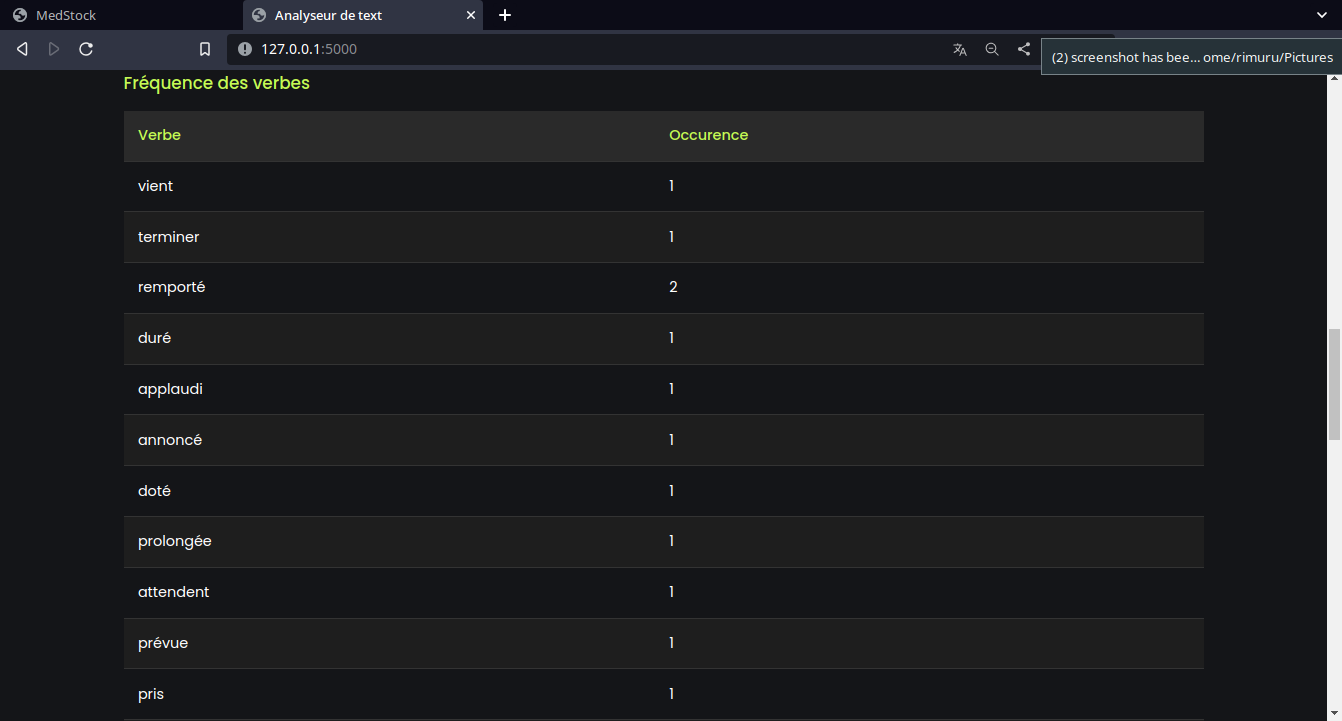 MedStock
Analyseur de text
127.0.0.1:5000
(2) screenshot has bee... ome/rimuru/Pictures
Fréquence des verbes
Verbe Occurence
vient 1
terminer 1
remporté 2
duré 1
applaudi 1
annoncé 1
doté 1
prolongée 1
attendent 1
prévue 1
pris 1